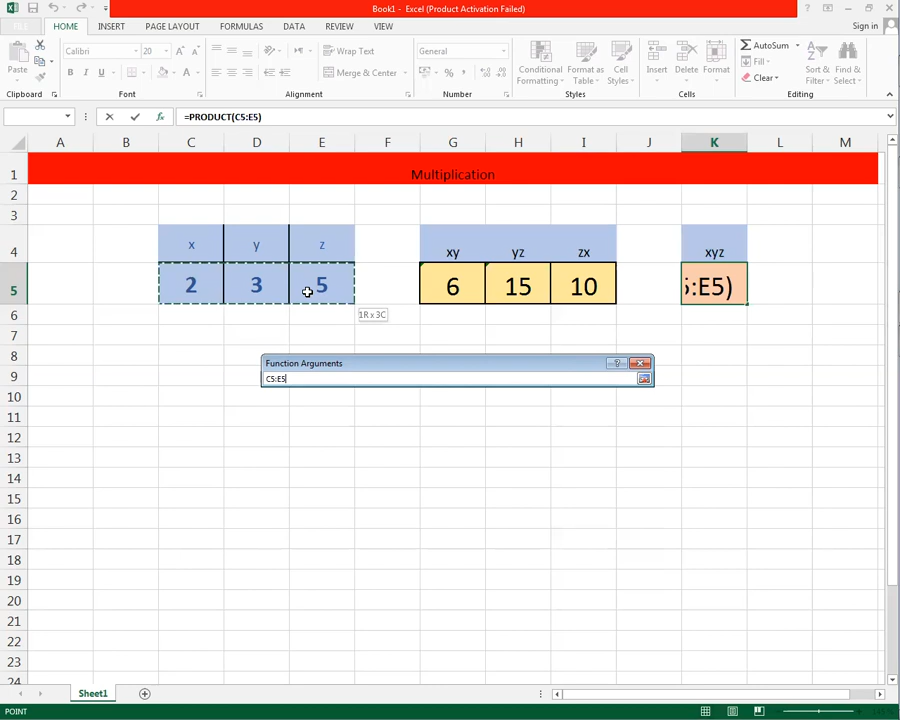 Book1 - Excel (Product Activation Failed)
FILE HOME INSERT PAGE LAYOUT FORMULAS DATA REVIEW VIEW Sign in
Calibri 20 Wrap Text General AutoSum
Paste B I U Merge & Center % Conditional Formatting Format as Table Cell Styles Insert Delete Format Fill Clear Sort & Filter Find & Select
Clipboard Font Alignment Number Styles Cells Editing
=PRODUCT(C5:E5)
A B C D E F G H I J K L M
1 Multiplication
2
3
4 x y z xy yz zx xyz
5 2 3 5 6 15 10 5:E5)
6 1R x 3C
7
8 Function Arguments
9 C5:E5
10
11
12
13
14
15
16
17
18
19
20
21
22
23
24
Sheet1
POINT